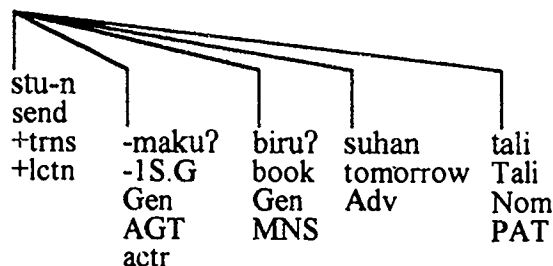 stu-n
send
+trns
+lctn
-maku?
-1S.G
Gen
AGT
actr
biru?
book
Gen
MNS
suhan
tomorrow
Adv
tali
Tali
Nom
PAT